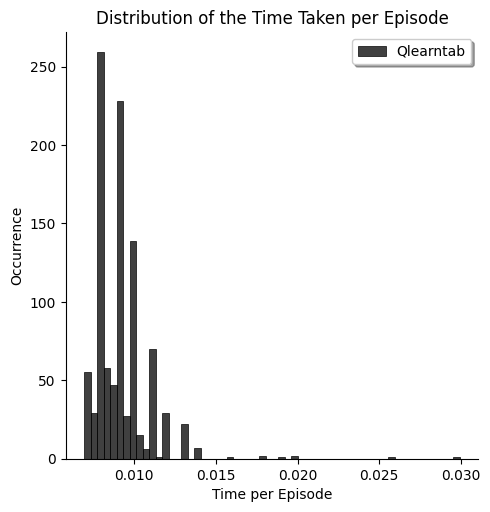 Distribution of the Time Taken per Episode
Qlearntab
Occurrence
250
200
150
100
50
0
0.010 0.015 0.020 0.025 0.030
Time per Episode